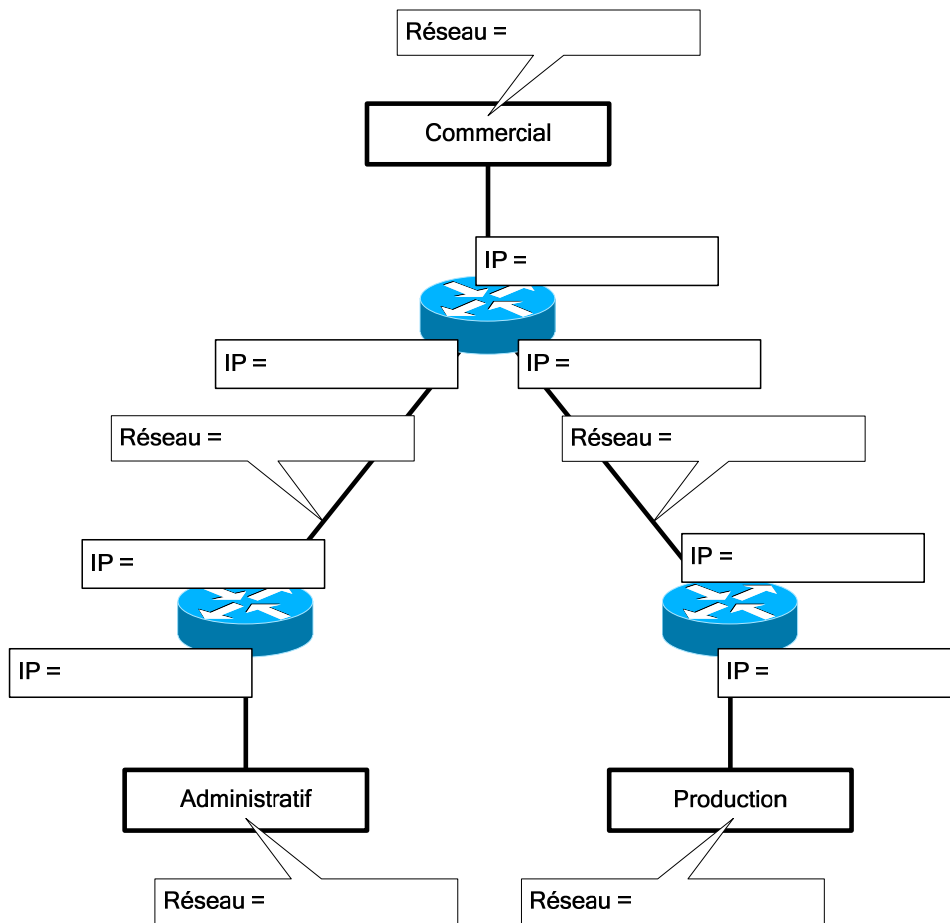 Réseau =
Commercial
IP =
IP =
IP =
Réseau =
Réseau =
IP =
IP =
IP =
IP =
Administratif
Production
Réseau =
Réseau =